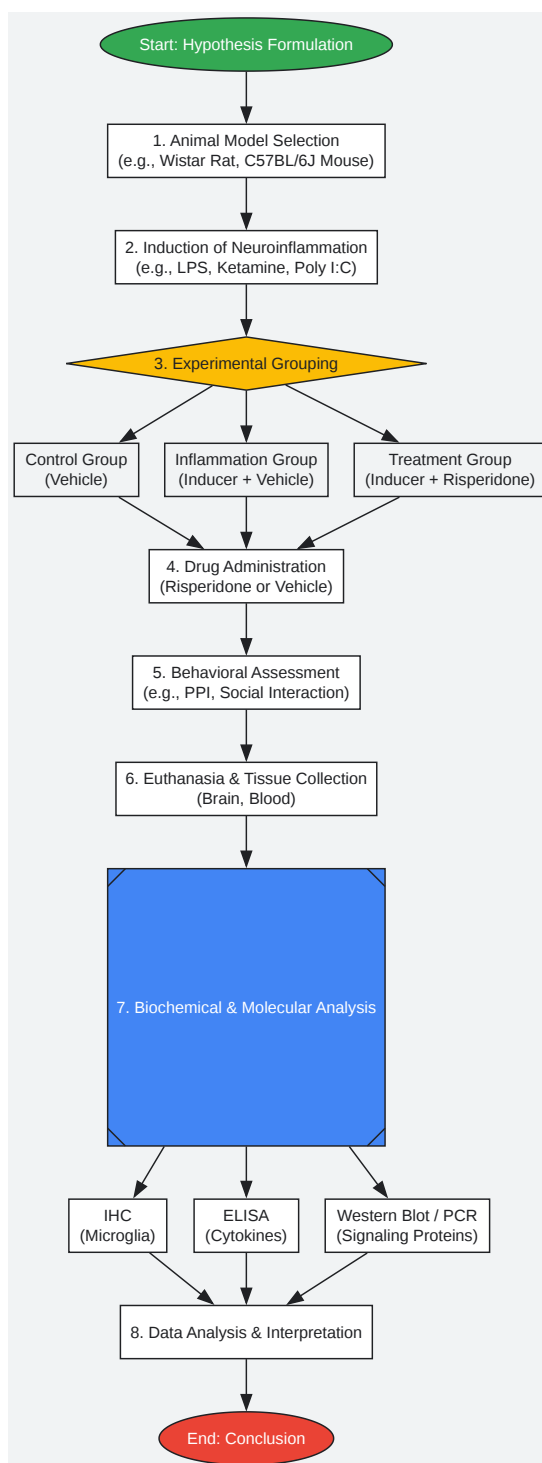 Start: Hypothesis Formulation
1. Animal Model Selection
(e.g., Wistar Rat, C57BL/6J Mouse)
2. Induction of Neuroinflammation
(e.g., LPS, Ketamine, Poly I:C)
3. Experimental Grouping
Control Group
(Vehicle)
Inflammation Group
(Inducer + Vehicle)
Treatment Group
(Inducer + Risperidone)
4. Drug Administration
(Risperidone or Vehicle)
5. Behavioral Assessment
(e.g., PPI, Social Interaction)
6. Euthanasia & Tissue Collection
(Brain, Blood)
7. Biochemical & Molecular Analysis
IHC
(Microglia)
ELISA
(Cytokines)
Western Blot / PCR
(Signaling Proteins)
8. Data Analysis & Interpretation
End: Conclusion